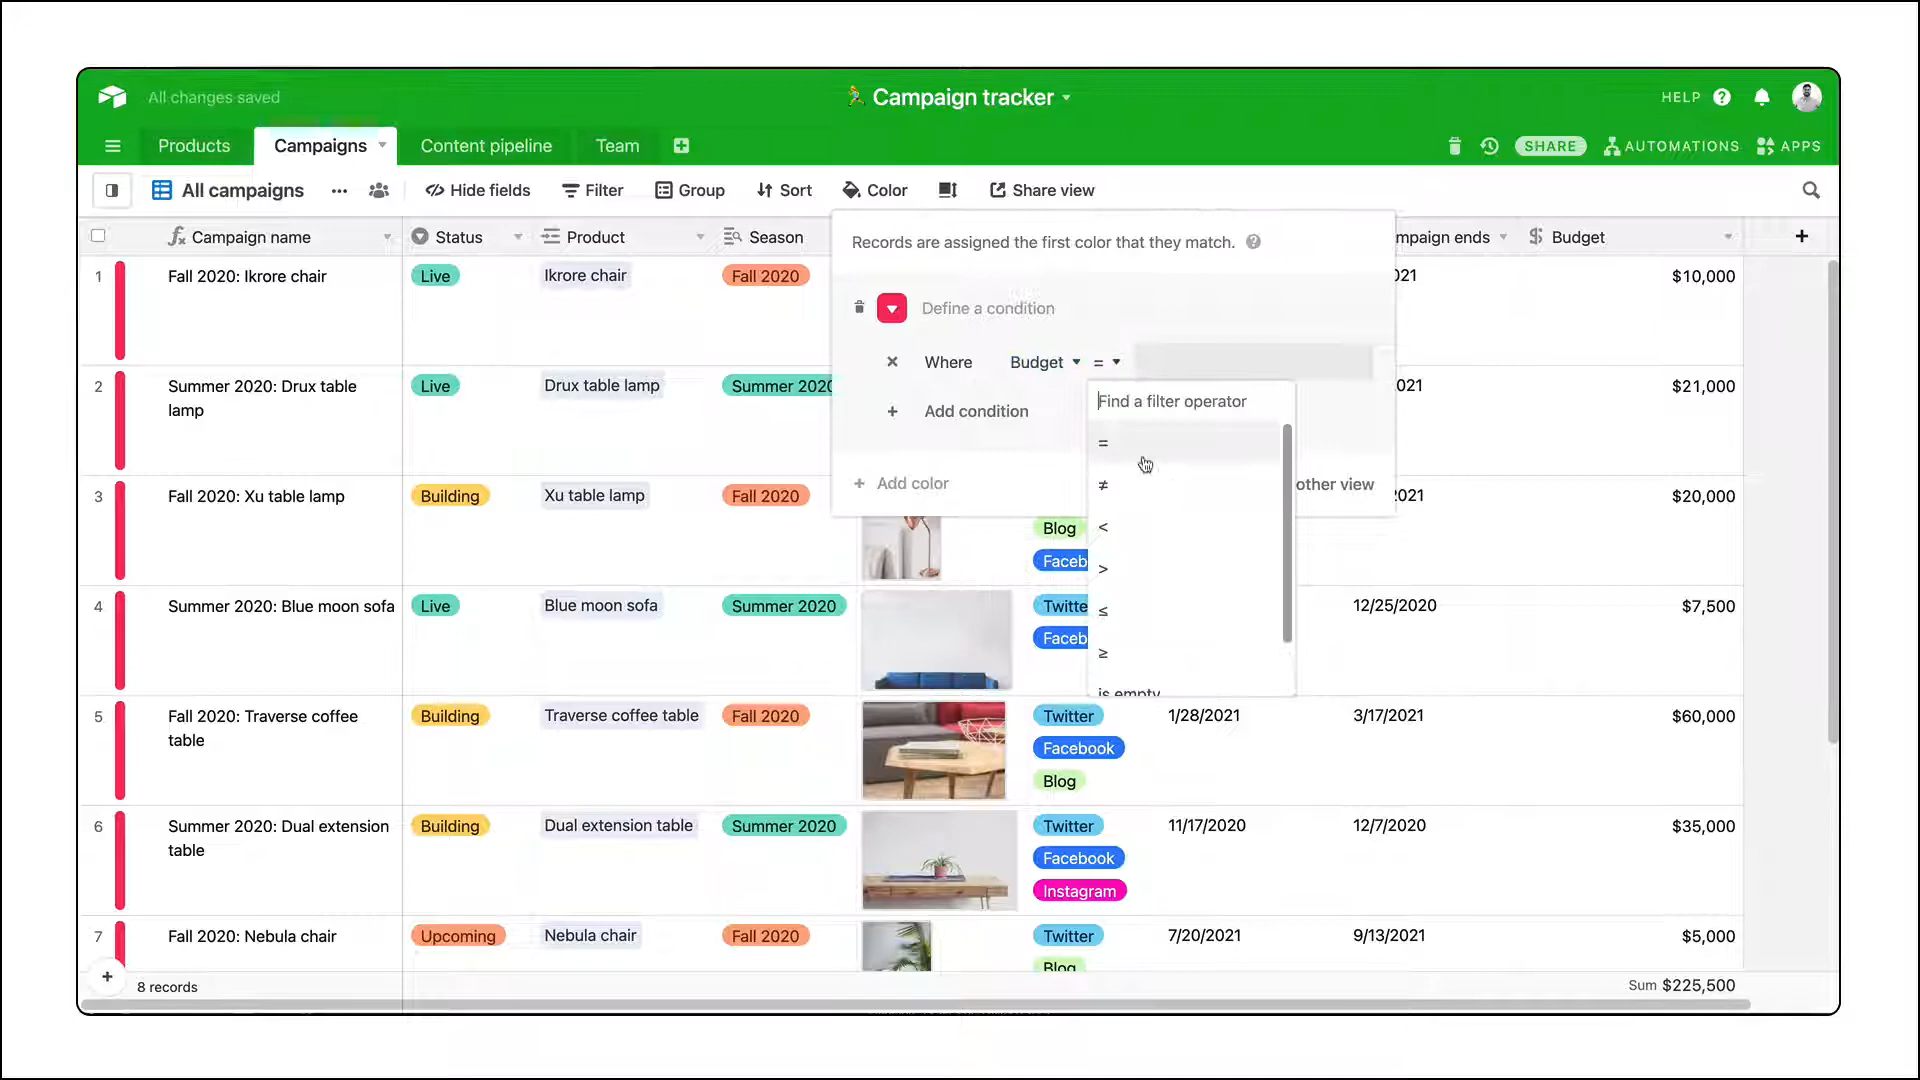 All changes saved
Campaign tracker
HELP
Products
Campaigns
Content pipeline
Team
SHARE
AUTOMATIONS
APPS
All campaigns
Hide fields
Filter
Group
Sort
Color
Share view
Campaign name
Status
Product
Season
mpaign ends
Budget
Records are assigned the first color that they match.
Define a condition
Where Budget =
Add condition
Add color
other view
Find a filter operator
=
≠
<
>
≤
≥
is empty
1 Fall 2020: Ikrore chair Live Ikrore chair Fall 2020 021 $10,000
2 Summer 2020: Drux table Live Drux table lamp Summer 2020 021 $21,000
lamp
3 Fall 2020: Xu table lamp Building Xu table lamp Fall 2020 2021 $20,000
Blog
Faceb
4 Summer 2020: Blue moon sofa Live Blue moon sofa Summer 2020 Twitte 12/25/2020 $7,500
Faceb
5 Fall 2020: Traverse coffee Building Traverse coffee table Fall 2020 Twitter 1/28/2021 3/17/2021 $60,000
table
Facebook
Blog
6 Summer 2020: Dual extension Building Dual extension table Summer 2020 Twitter 11/17/2020 12/7/2020 $35,000
table
Facebook
Instagram
7 Fall 2020: Nebula chair Upcoming Nebula chair Fall 2020 Twitter 7/20/2021 9/13/2021 $5,000
Blog
8 records
Sum $225,500